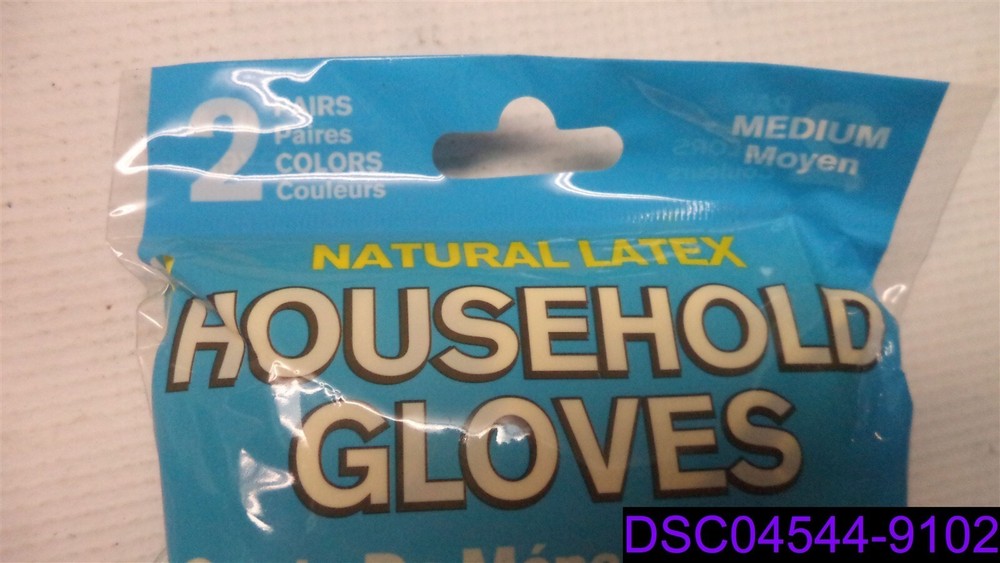 2 PAIRS
Paires
COLORS
Couleurs
MEDIUM
Moyen
NATURAL LATEX
HOUSEHOLD
GLOVES
DSC04544-9102